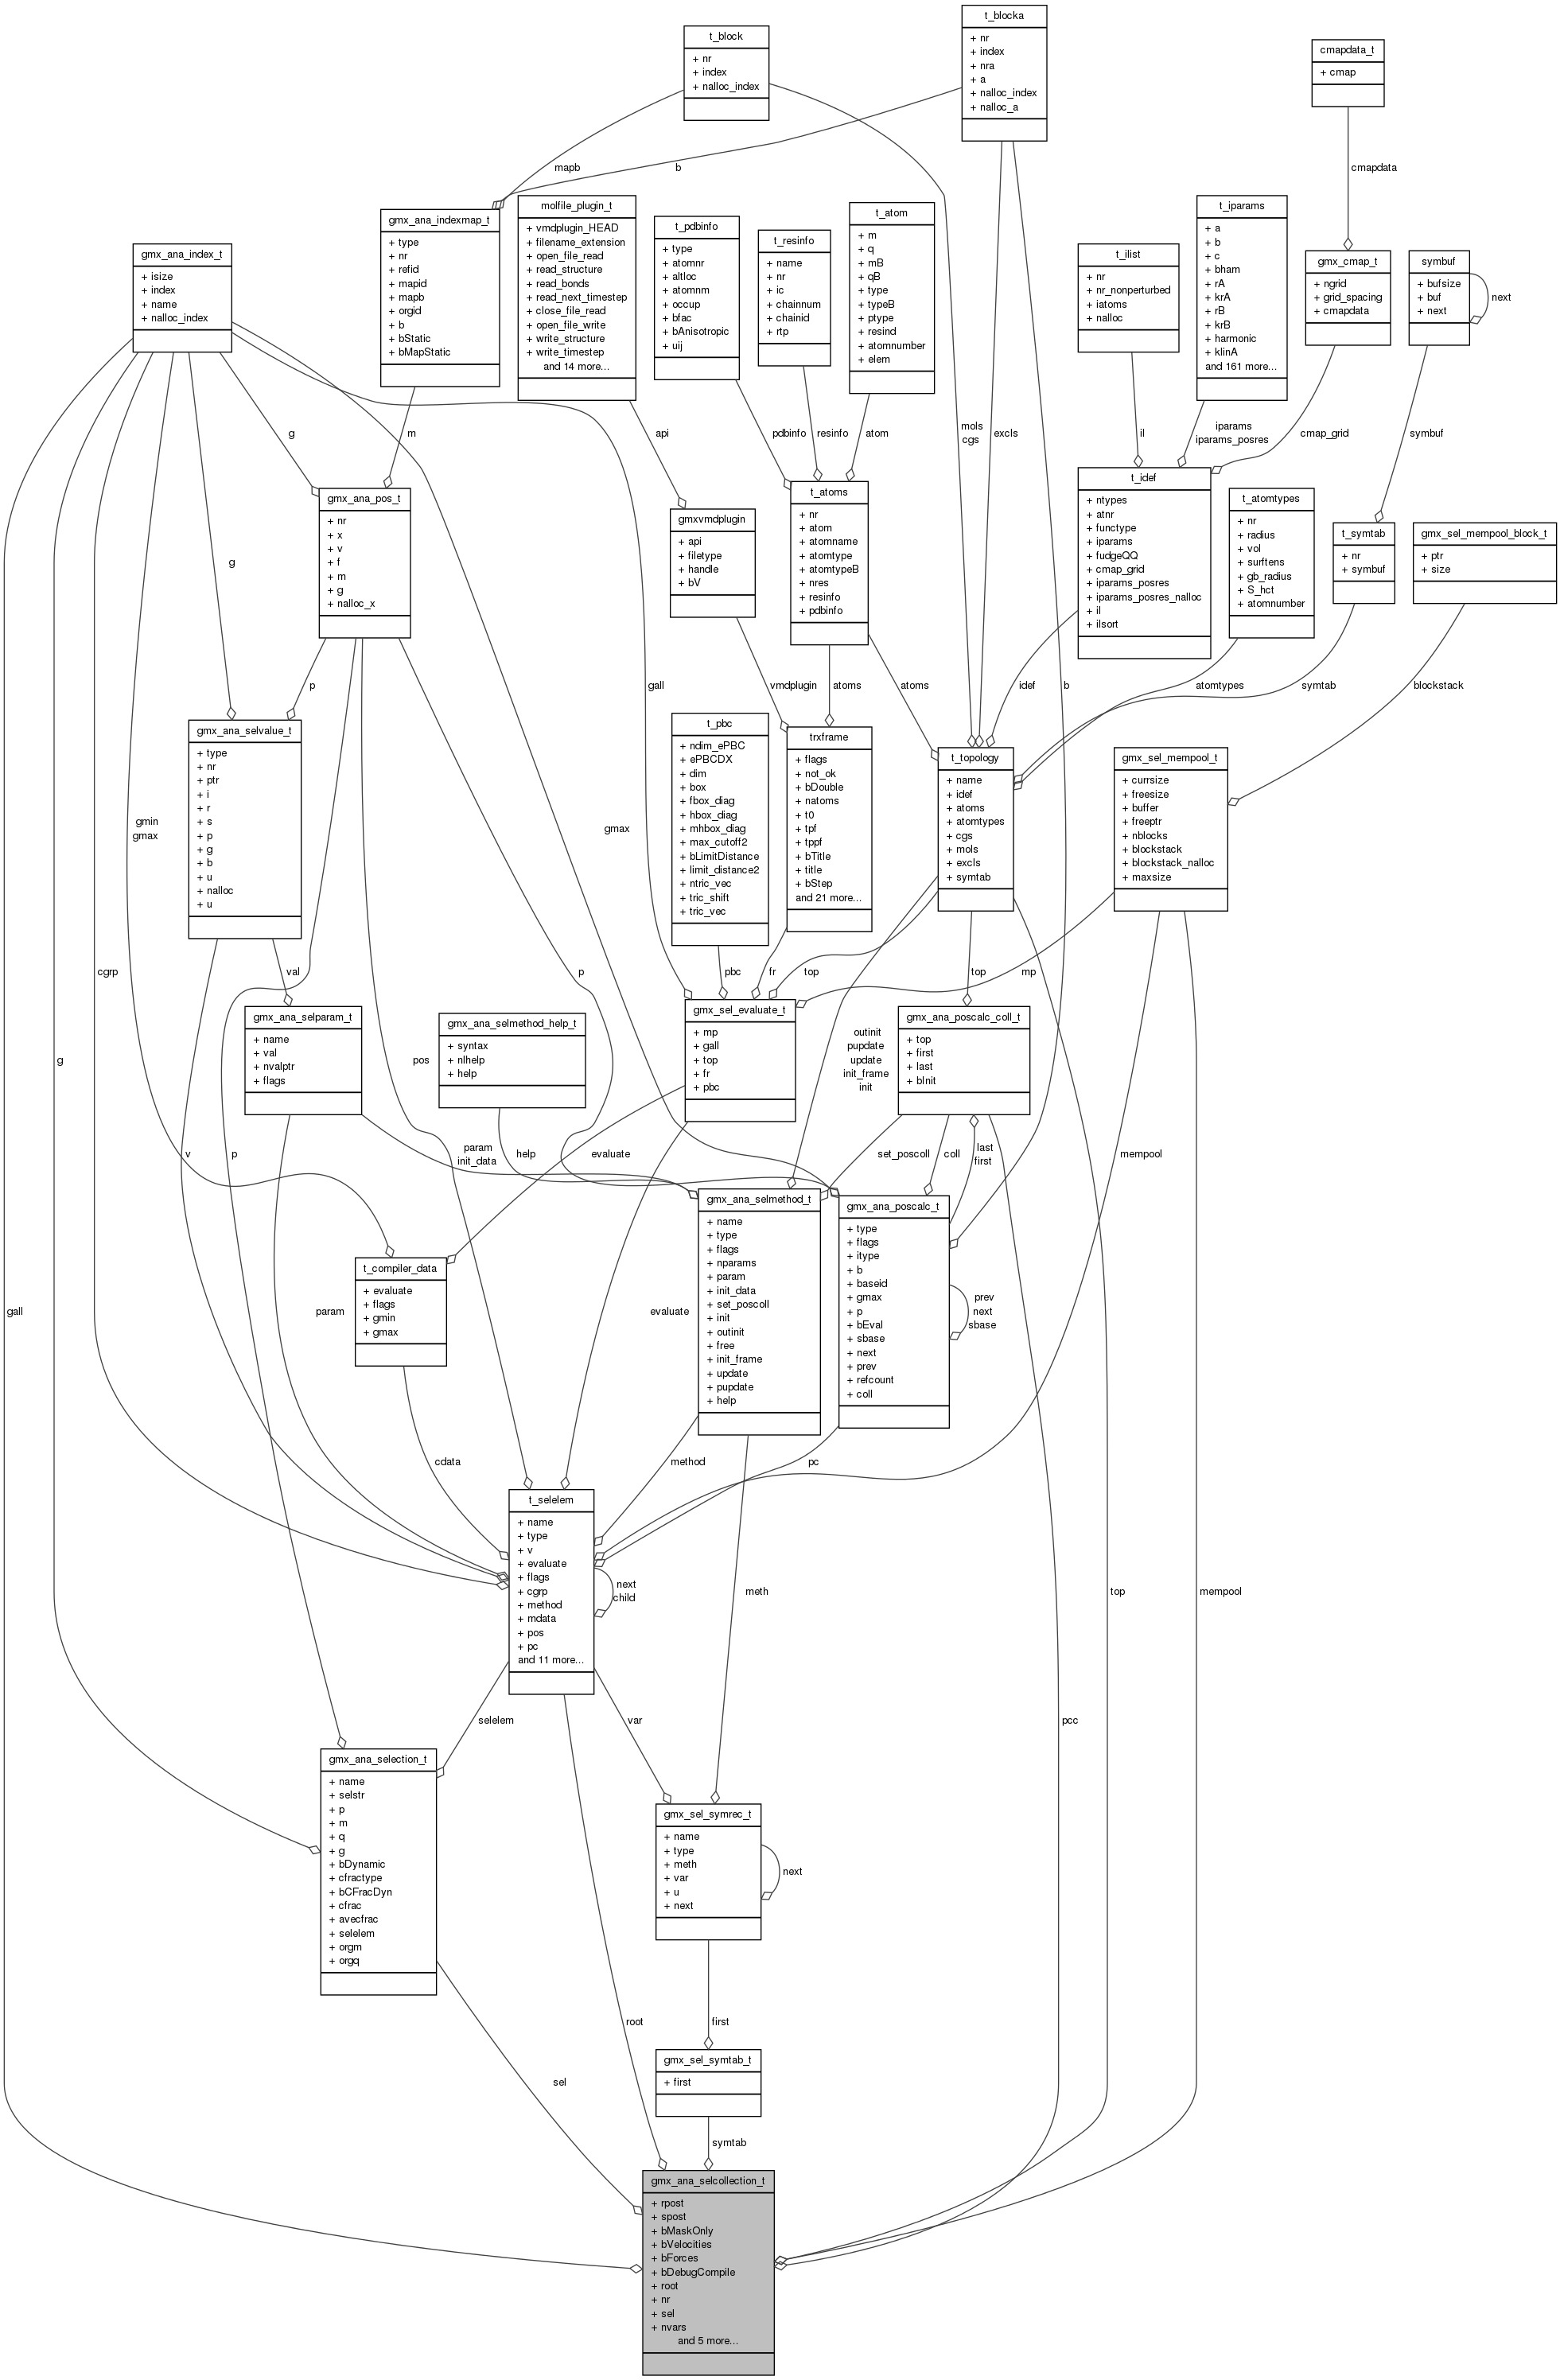 t_block
+ nr
+ index
+ nalloc_index
t_blocka
+ nr
+ index
+ nra
+ a
+ nalloc_index
+ nalloc_a
cmapdata_t
+ cmap
mapb
b
cmapdata
gmx_ana_index_t
+ isize
+ index
+ name
+ nalloc_index
gmx_ana_indexmap_t
+ type
+ nr
+ refid
+ mapid
+ mapb
+ orgid
+ b
+ bStatic
+ bMapStatic
molfile_plugin_t
+ vmdplugin_HEAD
+ filename_extension
+ open_file_read
+ read_structure
+ read_bonds
+ read_next_timestep
+ close_file_read
+ open_file_write
+ write_structure
+ write_timestep
and 14 more...
t_pdbinfo
+ type
+ atomnr
+ altloc
+ atomnm
+ occup
+ bfac
+ bAnisotropic
+ uij
t_resinfo
+ name
+ nr
+ ic
+ chainnum
+ chainid
+ rtp
t_atom
+ m
+ q
+ mB
+ qB
+ type
+ typeB
+ ptype
+ resind
+ atomnumber
+ elem
t_ilist
+ nr
+ nr_nonperturbed
+ iatoms
+ nalloc
t_iparams
+ a
+ b
+ c
+ bham
+ rA
+ krA
+ rB
+ krB
+ harmonic
+ klinA
and 161 more...
gmx_cmap_t
+ ngrid
+ grid_spacing
+ cmapdata
symbuf
+ bufsize
+ buf
+ next
next
g
m
api
pdbinfo
resinfo
atom
mols
cgs
excls
il
iparams
iparams_posres
cmap_grid
symbuf
gmx_ana_pos_t
+ nr
+ x
+ v
+ f
+ m
+ g
+ nalloc_x
gmxvmdplugin
+ api
+ filetype
+ handle
+ bV
t_atoms
+ nr
+ atom
+ atomname
+ atomtype
+ atomtypeB
+ nres
+ resinfo
+ pdbinfo
t_idef
+ ntypes
+ atnr
+ functype
+ iparams
+ fudgeQQ
+ cmap_grid
+ iparams_posres
+ iparams_posres_nalloc
+ il
+ ilsort
t_atomtypes
+ nr
+ radius
+ vol
+ surftens
+ gb_radius
+ S_hct
+ atomnumber
t_symtab
+ nr
+ symbuf
gmx_sel_mempool_block_t
+ ptr
+ size
g
p
gall
vmdplugin
atoms
atoms
idef
b
atomtypes
symtab
blockstack
gmx_ana_selvalue_t
+ type
+ nr
+ ptr
+ i
+ r
+ s
+ p
+ g
+ b
+ u
+ nalloc
+ u
t_pbc
+ ndim_ePBC
+ ePBCDX
+ dim
+ box
+ fbox_diag
+ hbox_diag
+ mhbox_diag
+ max_cutoff2
+ bLimitDistance
+ limit_distance2
+ ntric_vec
+ tric_shift
+ tric_vec
trxframe
+ flags
+ not_ok
+ bDouble
+ natoms
+ t0
+ tpf
+ tppf
+ bTitle
+ title
+ bStep
and 21 more...
t_topology
+ name
+ idef
+ atoms
+ atomtypes
+ cgs
+ mols
+ excls
+ symtab
gmx_sel_mempool_t
+ currsize
+ freesize
+ buffer
+ freeptr
+ nblocks
+ blockstack
+ blockstack_nalloc
+ maxsize
gmin
gmax
gmax
cgrp
val
p
pbc
fr
top
top
mp
gmx_ana_selparam_t
+ name
+ val
+ nvalptr
+ flags
gmx_ana_selmethod_help_t
+ syntax
+ nlhelp
+ help
gmx_sel_evaluate_t
+ mp
+ gall
+ top
+ fr
+ pbc
gmx_ana_poscalc_coll_t
+ top
+ first
+ last
+ bInit
g
pos
outinit
pupdate
update
init_frame
init
v
p
param
init_data
help
evaluate
set_poscoll
coll
last
first
mempool
gmx_ana_selmethod_t
+ name
+ type
+ flags
+ nparams
+ param
+ init_data
+ set_poscoll
+ init
+ outinit
+ free
+ init_frame
+ update
+ pupdate
+ help
gmx_ana_poscalc_t
+ type
+ flags
+ itype
+ b
+ baseid
+ gmax
+ p
+ bEval
+ sbase
+ next
+ prev
+ refcount
+ coll
prev
next
sbase
t_compiler_data
+ evaluate
+ flags
+ gmin
+ gmax
gall
param
evaluate
cdata
method
pc
t_selelem
+ name
+ type
+ v
+ evaluate
+ flags
+ cgrp
+ method
+ mdata
+ pos
+ pc
and 11 more...
next
child
meth
top
mempool
selelem
var
pcc
gmx_ana_selection_t
+ name
+ selstr
+ p
+ m
+ q
+ g
+ bDynamic
+ cfractype
+ bCFracDyn
+ cfrac
+ avecfrac
+ selelem
+ orgm
+ orgq
gmx_sel_symrec_t
+ name
+ type
+ meth
+ var
+ u
+ next
next
root
first
gmx_sel_symtab_t
+ first
sel
symtab
gmx_ana_selcollection_t
+ rpost
+ spost
+ bMaskOnly
+ bVelocities
+ bForces
+ bDebugCompile
+ root
+ nr
+ sel
+ nvars
and 5 more...